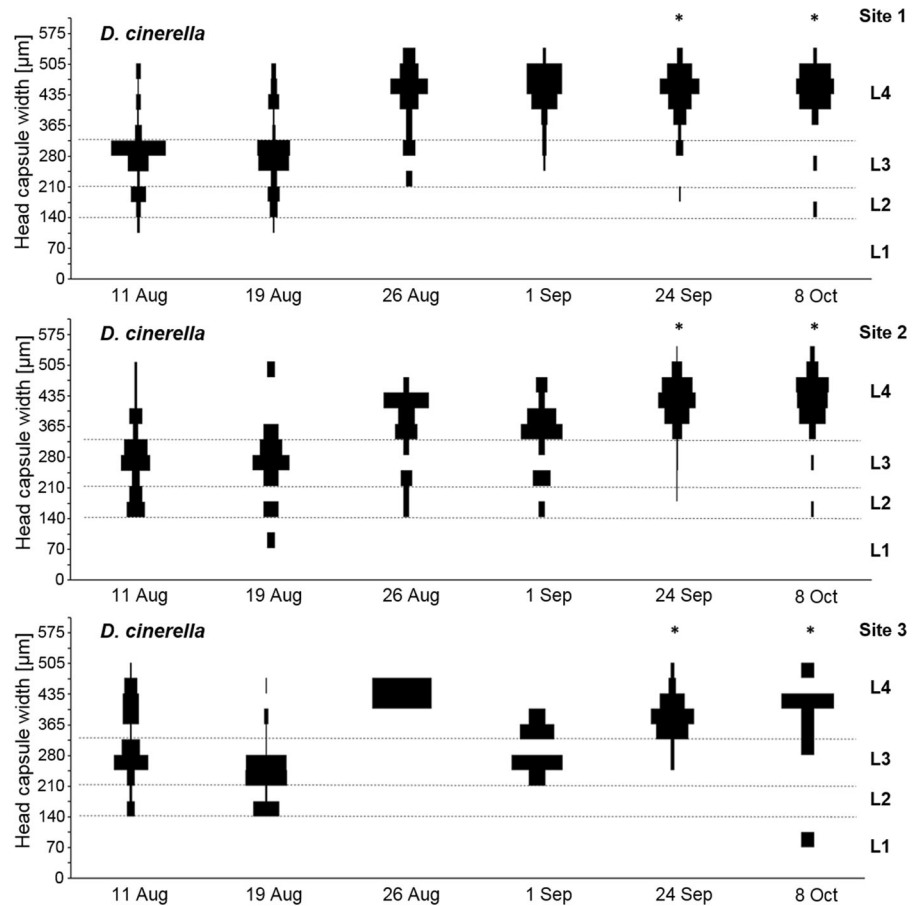 * * Site 1
D. cinerella
575
505
435
365
280
210
140
70
0
Head capsule width [µm]
L4
L3
L2
L1
11 Aug 19 Aug 26 Aug 1 Sep 24 Sep 8 Oct
* * Site 2
D. cinerella
575
505
435
365
280
210
140
70
0
Head capsule width [µm]
L4
L3
L2
L1
11 Aug 19 Aug 26 Aug 1 Sep 24 Sep 8 Oct
* * Site 3
D. cinerella
575
505
435
365
280
210
140
70
0
Head capsule width [µm]
L4
L3
L2
L1
11 Aug 19 Aug 26 Aug 1 Sep 24 Sep 8 Oct